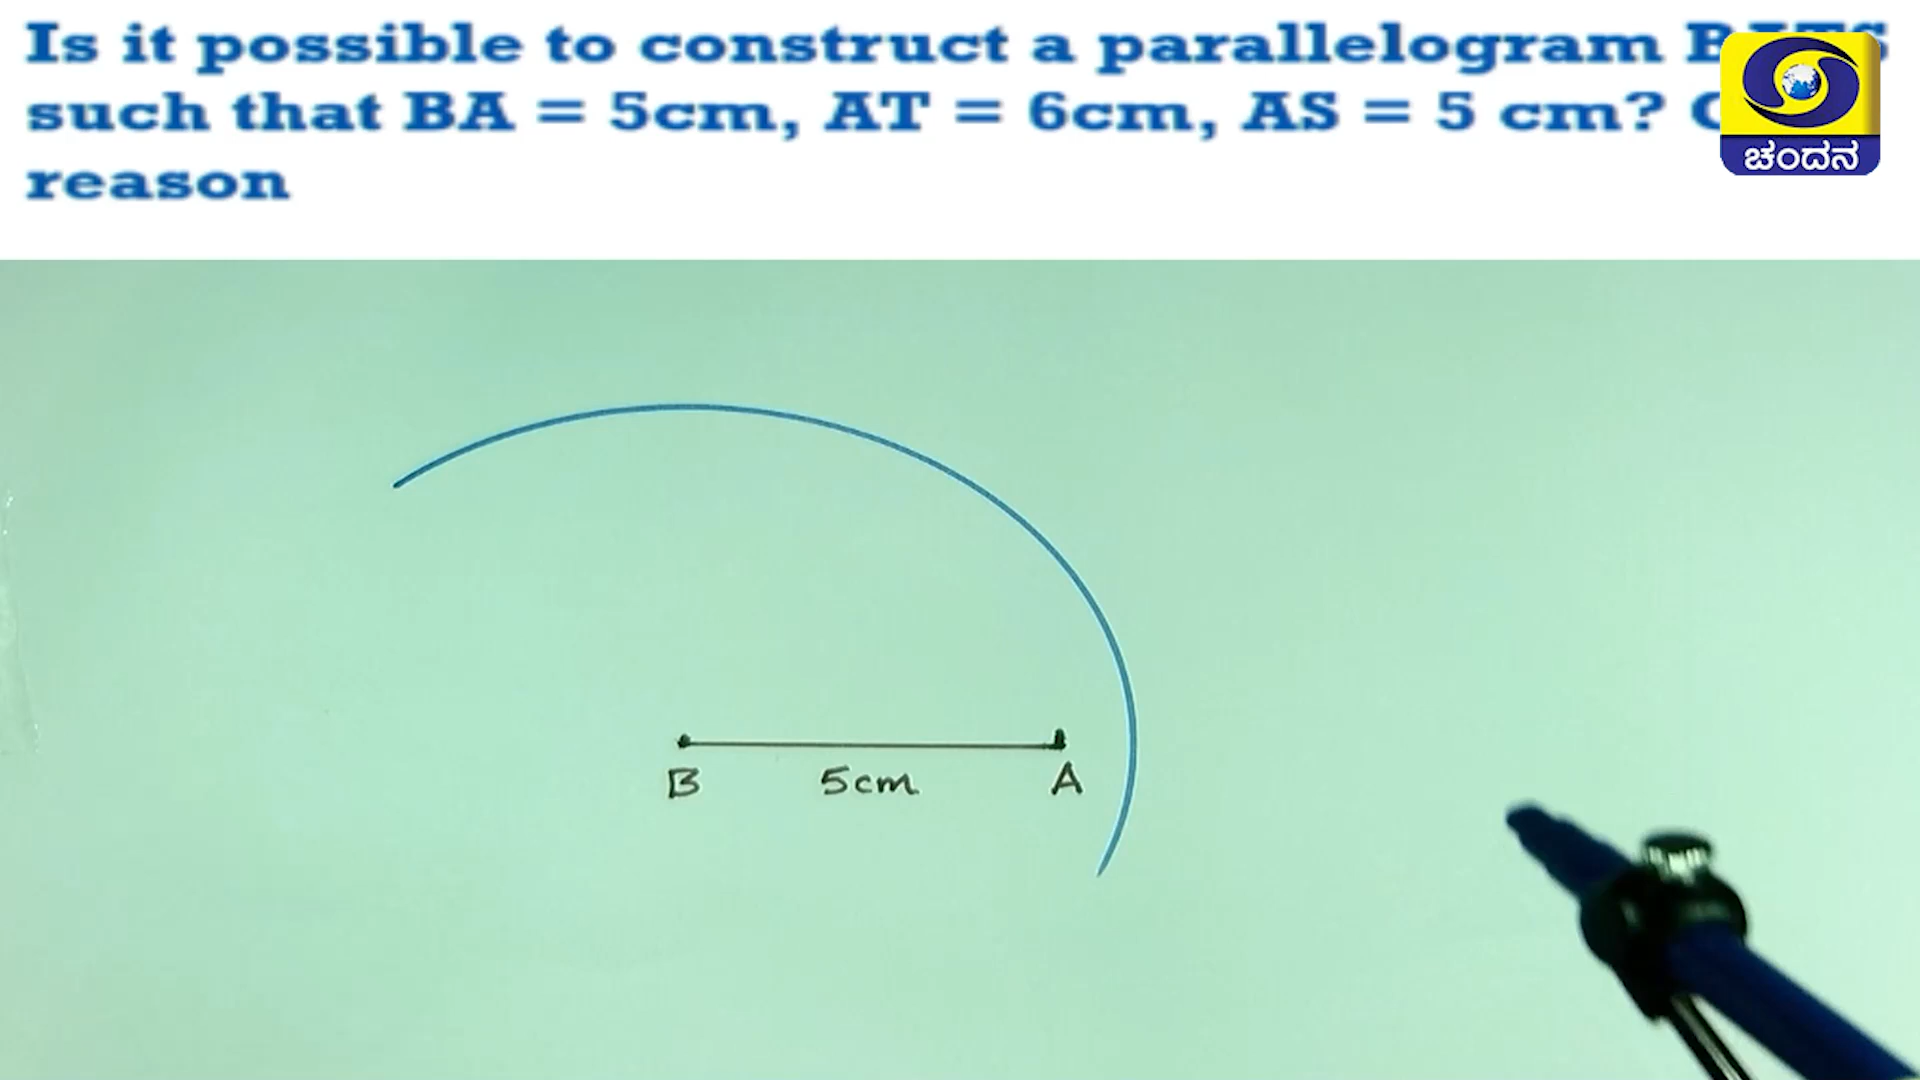 Is it possible to construct a parallelogram
such that BA = 5cm, AT = 6cm, AS = 5 cm?
reason
ಚಂದನ
B 5cm A